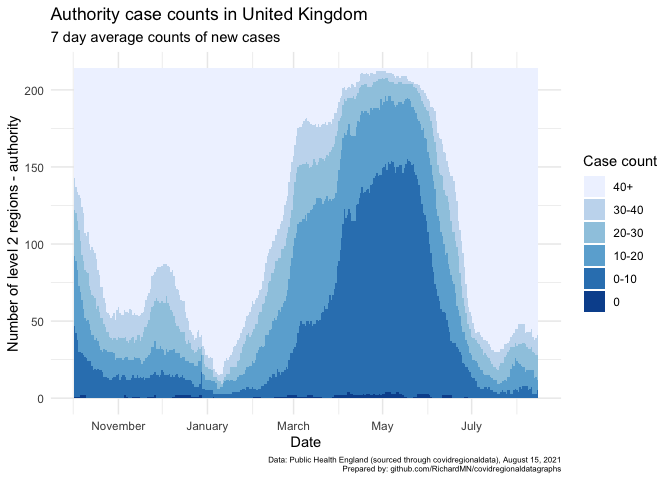 Authority case counts in United Kingdom
7 day average counts of new cases
Number of level 2 regions - authority
200
150
100
50
0
November
January
March
May
July
Date
Case count
40+
30-40
20-30
10-20
0-10
0
Data: Public Health England (sourced through covidregionaldata), August 15, 2021
Prepared by: github.com/RichardMN/covidregionaldatagraphs